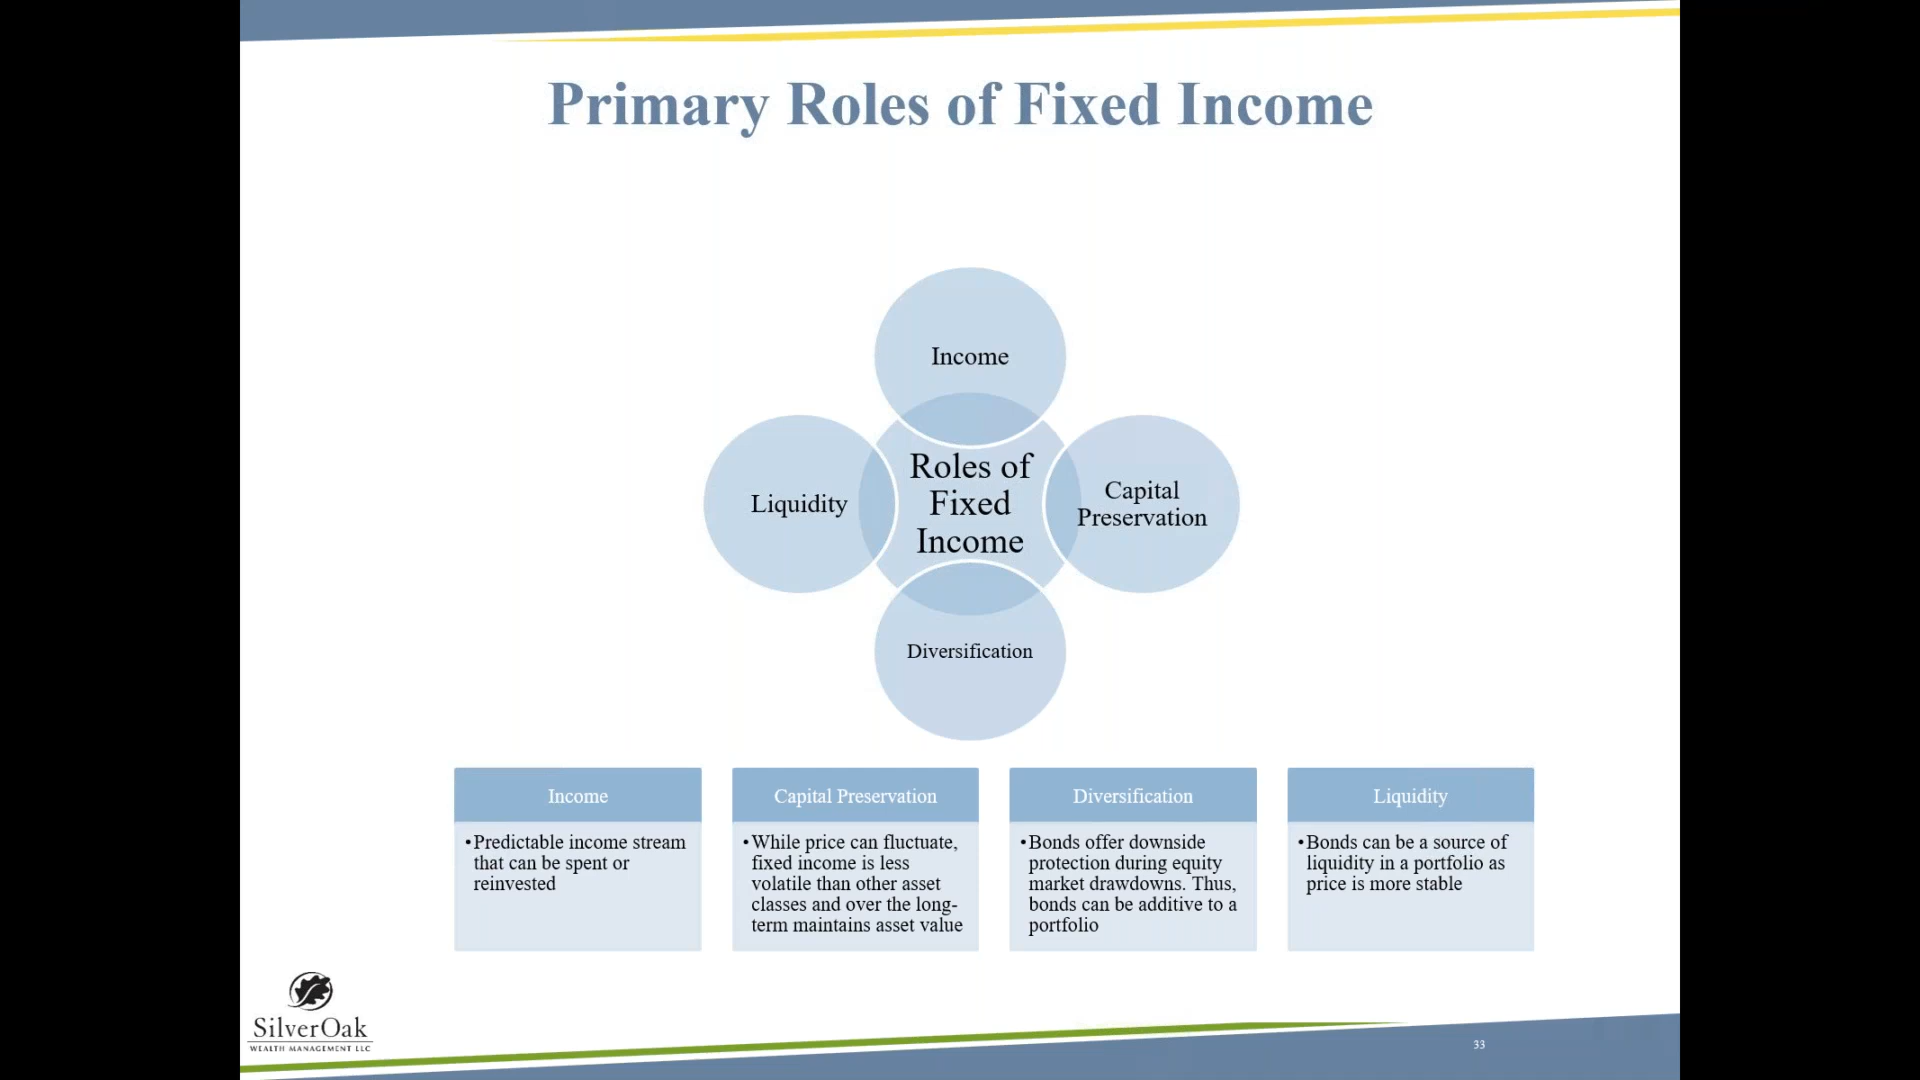 Primary Roles of Fixed Income
Income
Liquidity
Roles of
Fixed
Income
Capital
Preservation
Diversification
Income
•Predictable income stream
that can be spent or
reinvested
Capital Preservation
•While price can fluctuate,
fixed income is less
volatile than other asset
classes and over the long-
term maintains asset value
Diversification
•Bonds offer downside
protection during equity
market drawdowns. Thus,
bonds can be additive to a
portfolio
Liquidity
•Bonds can be a source of
liquidity in a portfolio as
price is more stable
SilverOak
WEALTH MANAGEMENT LLC
33